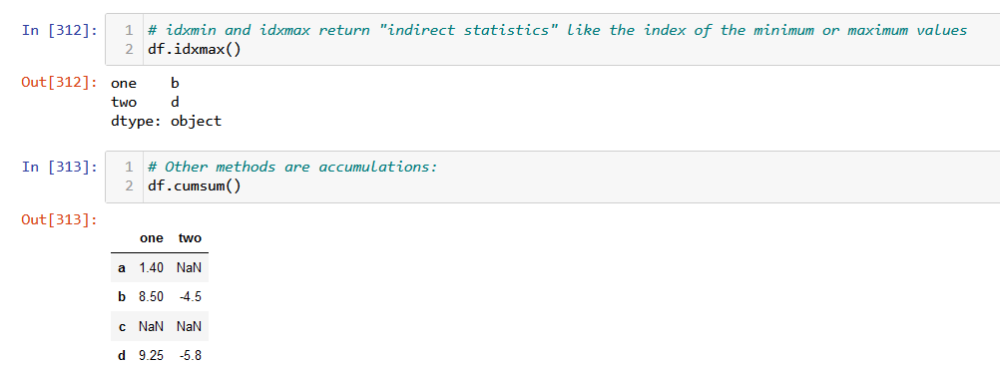 In [312]: 1 # idxmin and idxmax return "indirect statistics" like the index of the minimum or maximum values
2 df.idxmax()
Out[312]: one b
two d
dtype: object
In [313]: 1 # Other methods are accumulations:
2 df.cumsum()
Out[313]:
one two
a 1.40 NaN
b 8.50 -4.5
c NaN NaN
d 9.25 -5.8